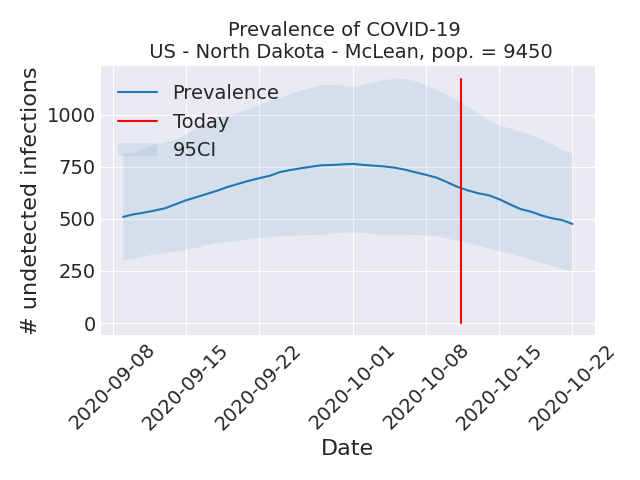 Prevalence of COVID-19
US - North Dakota - McLean, pop. = 9450
# undetected infections
1000
750
500
250
0
Prevalence
Today
95CI
2020-09-08
2020-09-15
2020-09-22
2020-10-01
2020-10-08
2020-10-15
2020-10-22
Date